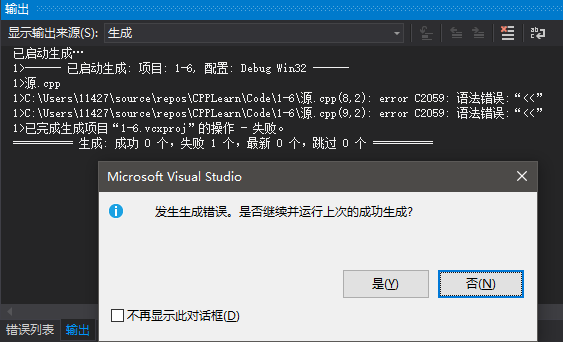 输出
显示输出来源(S): 生成
已启动生成…
1>------ 已启动生成: 项目: 1-6, 配置: Debug Win32 ------
1>源.cpp
1>C:\Users\11427\source\repos\CPPLearn\Code\1-6\源.cpp(8,2): error C2059: 语法错误:“<<”
1>C:\Users\11427\source\repos\CPPLearn\Code\1-6\源.cpp(9,2): error C2059: 语法错误:“<<”
1>已完成生成项目“1-6.vcxproj”的操作 - 失败。
========== 生成: 成功 0 个，失败 1 个，最新 0 个，跳过 0 个 ==========
Microsoft Visual Studio
发生生成错误。是否继续并运行上次的成功生成?
是(Y)
否(N)
不再显示此对话框(D)
错误列表 输出